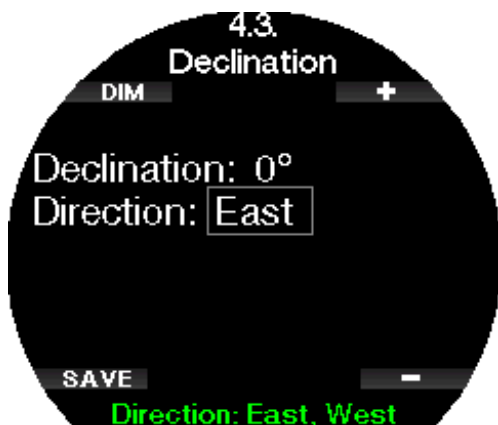 4.3.
Declination
DIM +
Declination: 0°
Direction: East
SAVE -
Direction: East, West